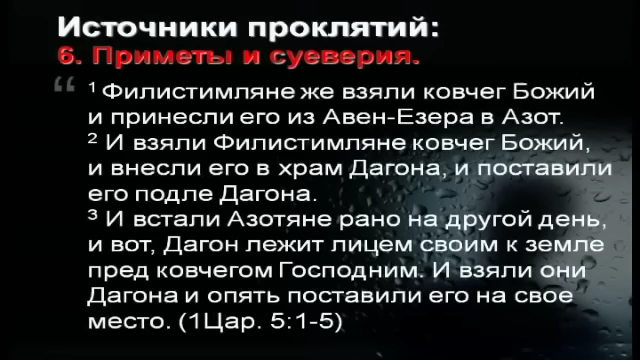 Источники проклятий:
6. Приметы и суеверия.
“ 1 Филистимляне же взяли ковчег Божий
и принесли его из Авен-Езера в Азот.
2 И взяли Филистимляне ковчег Божий,
и внесли его в храм Дагона, и поставили
его подле Дагона.
3 И встали Азотяне рано на другой день,
и вот, Дагон лежит лицем своим к земле
пред ковчегом Господним. И взяли они
Дагона и опять поставили его на свое
место. (1Цар. 5:1-5)